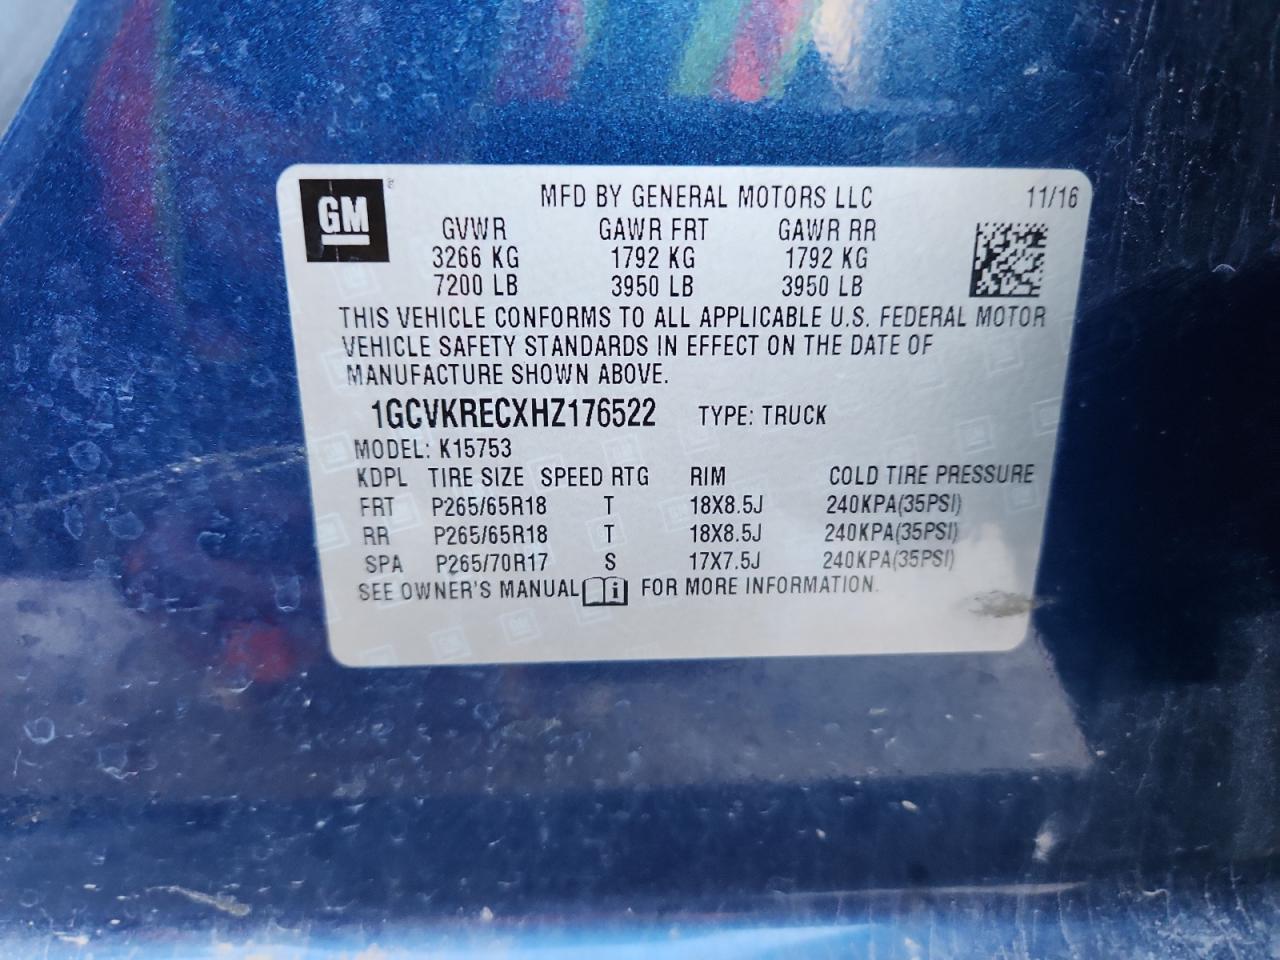 GM
MFD BY GENERAL MOTORS LLC 11/16
GVWR GAWR FRT GAWR RR
3266 KG 1792 KG 1792 KG
7200 LB 3950 LB 3950 LB
THIS VEHICLE CONFORMS TO ALL APPLICABLE U.S. FEDERAL MOTOR
VEHICLE SAFETY STANDARDS IN EFFECT ON THE DATE OF
MANUFACTURE SHOWN ABOVE.
1GCVKRECXHZ176522 TYPE: TRUCK
MODEL: K15753
KDPL TIRE SIZE SPEED RTG RIM COLD TIRE PRESSURE
FRT P265/65R18 T 18X8.5J 240KPA(35PSI)
RR P265/65R18 T 18X8.5J 240KPA(35PSI)
SPA P265/70R17 S 17X7.5J 240KPA(35PSI)
SEE OWNER'S MANUAL i FOR MORE INFORMATION.